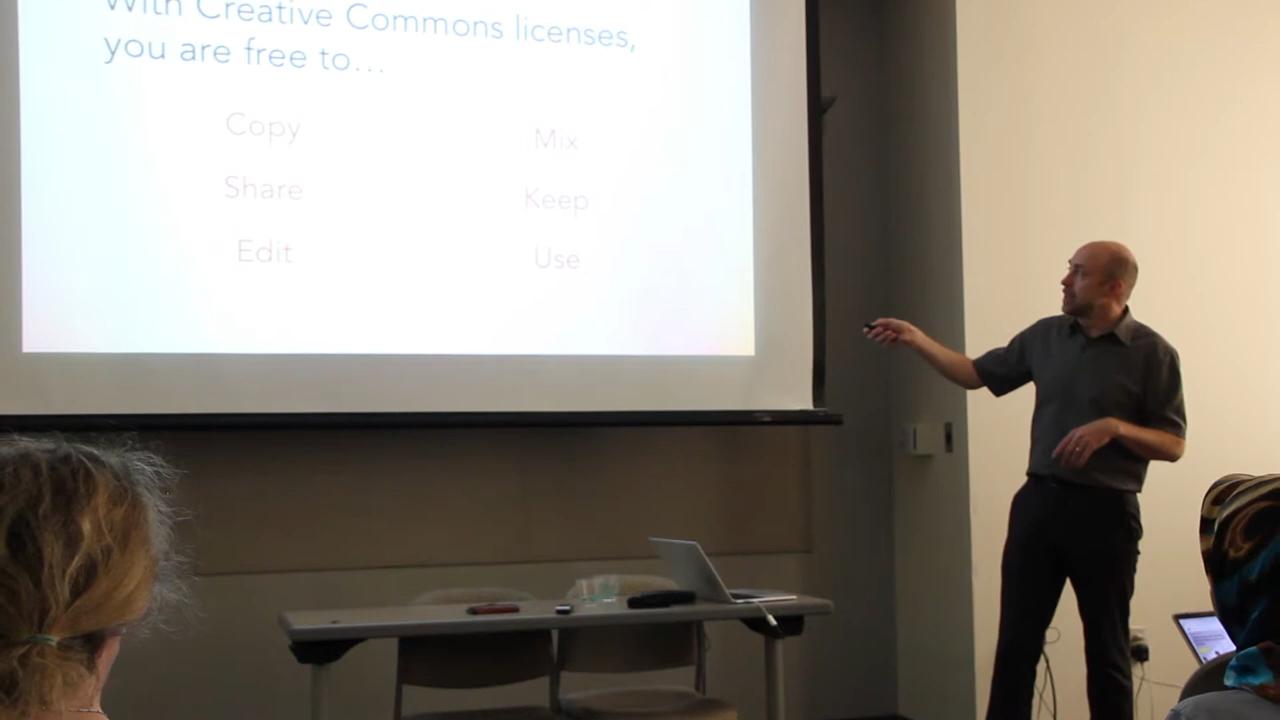 With Creative Commons licenses,
you are free to...
Copy
Mix
Share
Keep
Edit
Use